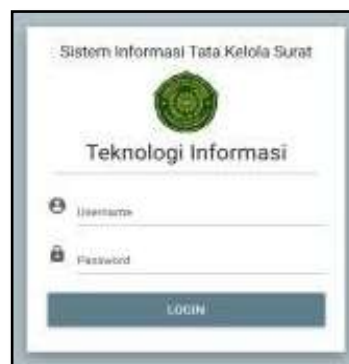 Sistem Informasi Tata Kelola Surat
Teknologi Informasi
Username
Password
LOGIN